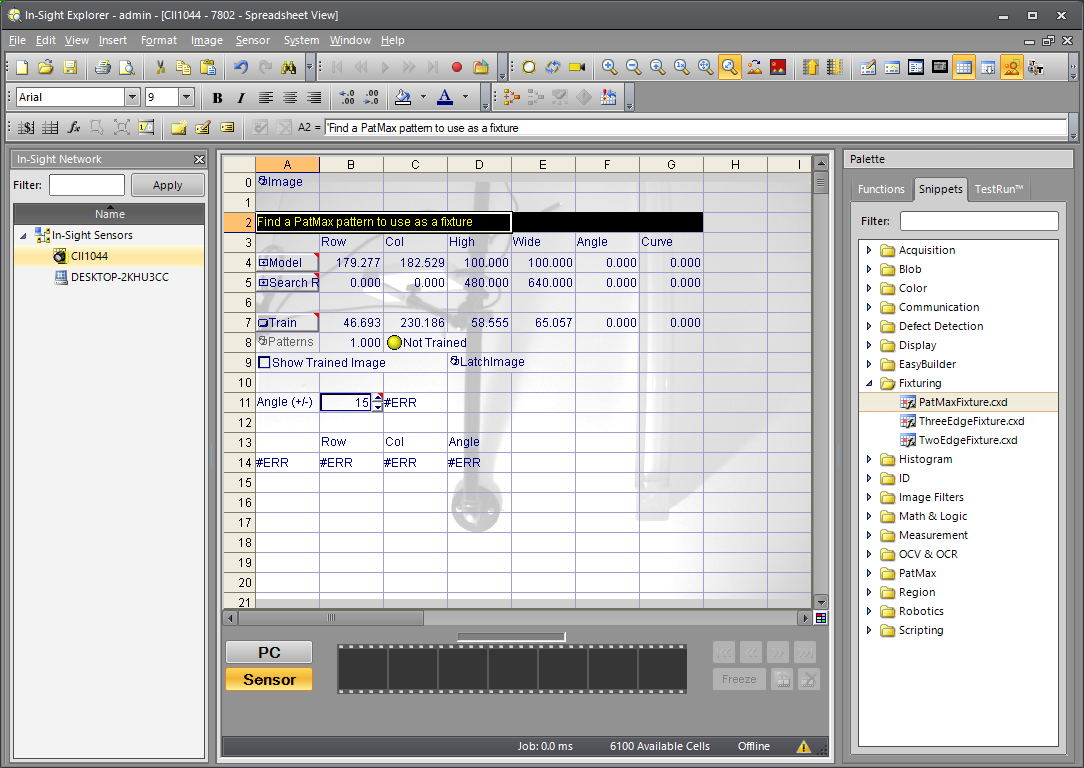 In-Sight Explorer - admin - [CII1044 - 7802 - Spreadsheet View]
File Edit View Insert Format Image Sensor System Window Help
Arial 9 B I A
A2 = 'Find a PatMax pattern to use as a fixture
In-Sight Network
Filter: Apply
Name
In-Sight Sensors
CII1044
DESKTOP-2KHU3CC
A B C D E F G H I
0 Image
1
2 Find a PatMax pattern to use as a fixture
3 Row Col High Wide Angle Curve
4 Model 179.277 182.529 100.000 100.000 0.000 0.000
5 Search R 0.000 0.000 480.000 640.000 0.000 0.000
6
7 Train 46.693 230.186 58.555 65.057 0.000 0.000
8 Patterns 1.000 Not Trained
9 Show Trained Image LatchImage
10
11 Angle (+/-) 15 #ERR
12
13 Row Col Angle
14 #ERR #ERR #ERR #ERR
15
16
17
18
19
20
21
PC
Sensor
Freeze
Job: 0.0 ms 6100 Available Cells Offline
Palette
Functions Snippets TestRun™
Filter:
Acquisition
Blob
Color
Communication
Defect Detection
Display
EasyBuilder
Fixturing
PatMaxFixture.cxd
ThreeEdgeFixture.cxd
TwoEdgeFixture.cxd
Histogram
ID
Image Filters
Math & Logic
Measurement
OCV & OCR
PatMax
Region
Robotics
Scripting